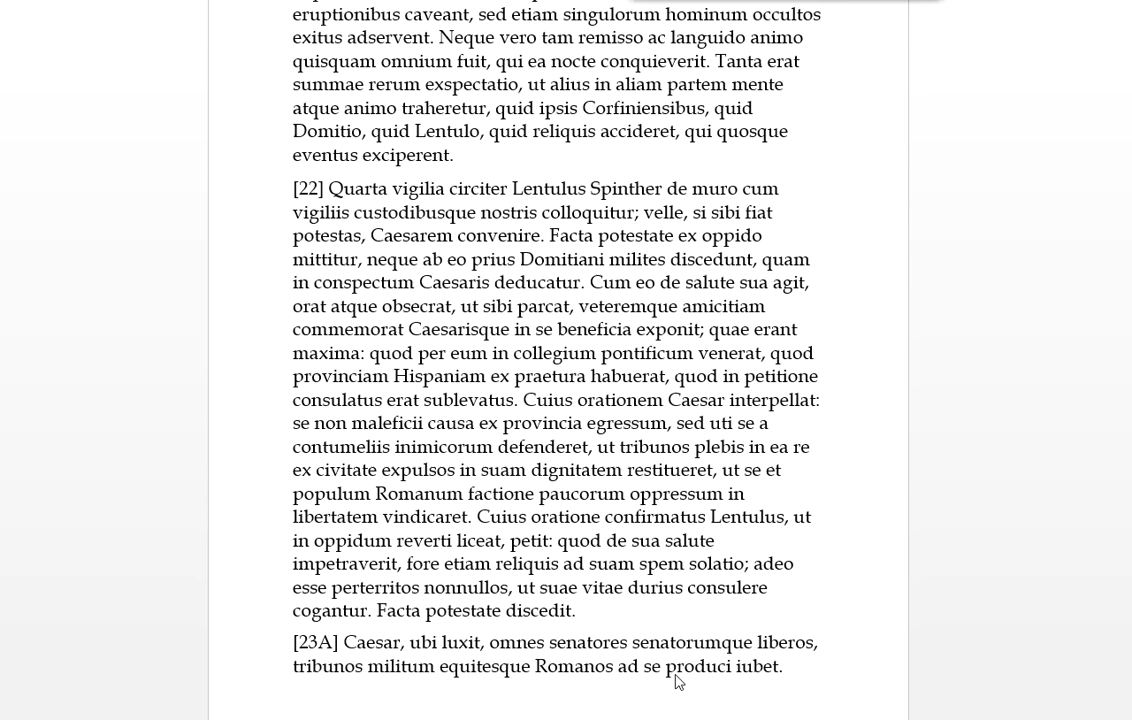 eruptionibus caveant, sed etiam singulorum hominum occultos
exitus adservent. Neque vero tam remisso ac languido animo
quisquam omnium fuit, qui ea nocte conquieverit. Tanta erat
summae rerum exspectatio, ut alius in aliam partem mente
atque animo traheretur, quid ipsis Corfiniensibus, quid
Domitio, quid Lentulo, quid reliquis accideret, qui quosque
eventus exciperent.
[22] Quarta vigilia circiter Lentulus Spinther de muro cum
vigiliis custodibusque nostris colloquitur; velle, si sibi fiat
potestas, Caesarem convenire. Facta potestate ex oppido
mittitur, neque ab eo prius Domitiani milites discedunt, quam
in conspectum Caesaris deducatur. Cum eo de salute sua agit,
orat atque obsecrat, ut sibi parcat, veteremque amicitiam
commemorat Caesarisque in se beneficia exponit; quae erant
maxima: quod per eum in collegium pontificum venerat, quod
provinciam Hispaniam ex praetura habuerat, quod in petitione
consulatus erat sublevatus. Cuius orationem Caesar interpellat:
se non maleficii causa ex provincia egressum, sed uti se a
contumeliis inimicorum defenderet, ut tribunos plebis in ea re
ex civitate expulsos in suam dignitatem restitueret, ut se et
populum Romanum factione paucorum oppressum in
libertatem vindicaret. Cuius oratione confirmatus Lentulus, ut
in oppidum reverti liceat, petit: quod de sua salute
impetraverit, fore etiam reliquis ad suam spem solatio; adeo
esse perterritos nonnullos, ut suae vitae durius consulere
cogantur. Facta potestate discedit.
[23A] Caesar, ubi luxit, omnes senatores senatorumque liberos,
tribunos militum equitesque Romanos ad se produci iubet.